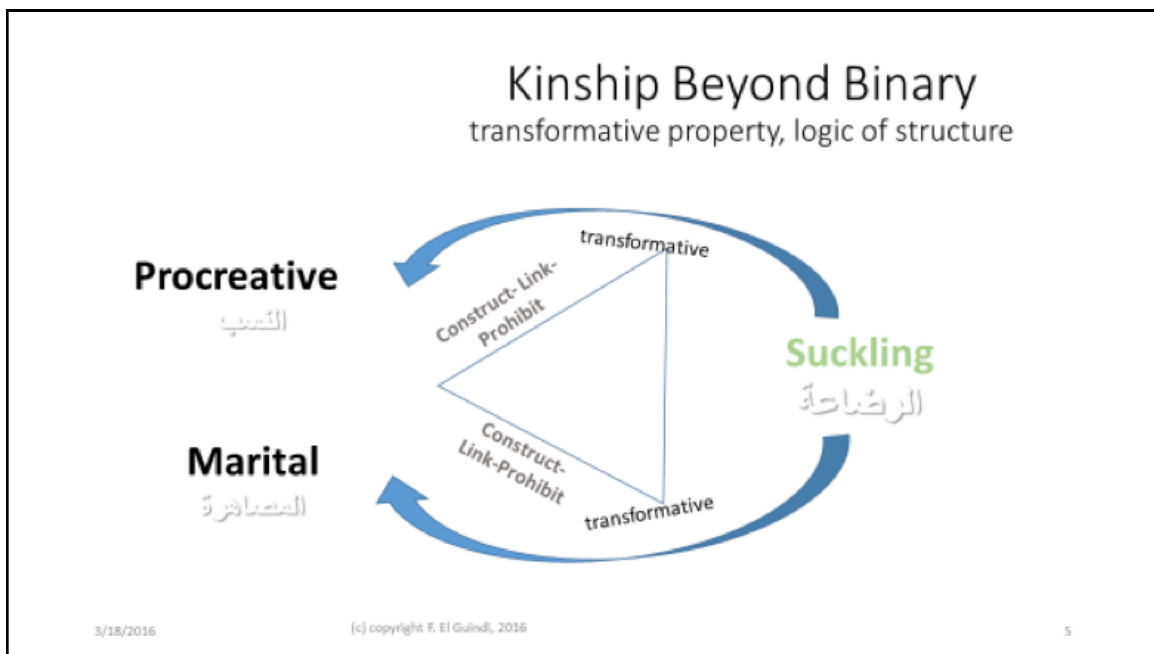 Kinship Beyond Binary
transformative property, logic of structure
transformative
Procreative
النسب
Construct- Link-
Prohibit
Suckling
الرضاعة
Marital
المصاهرة
Construct-
Link-Prohibit
transformative
3/18/2016
(c) copyright F. El Guindi, 2016
5